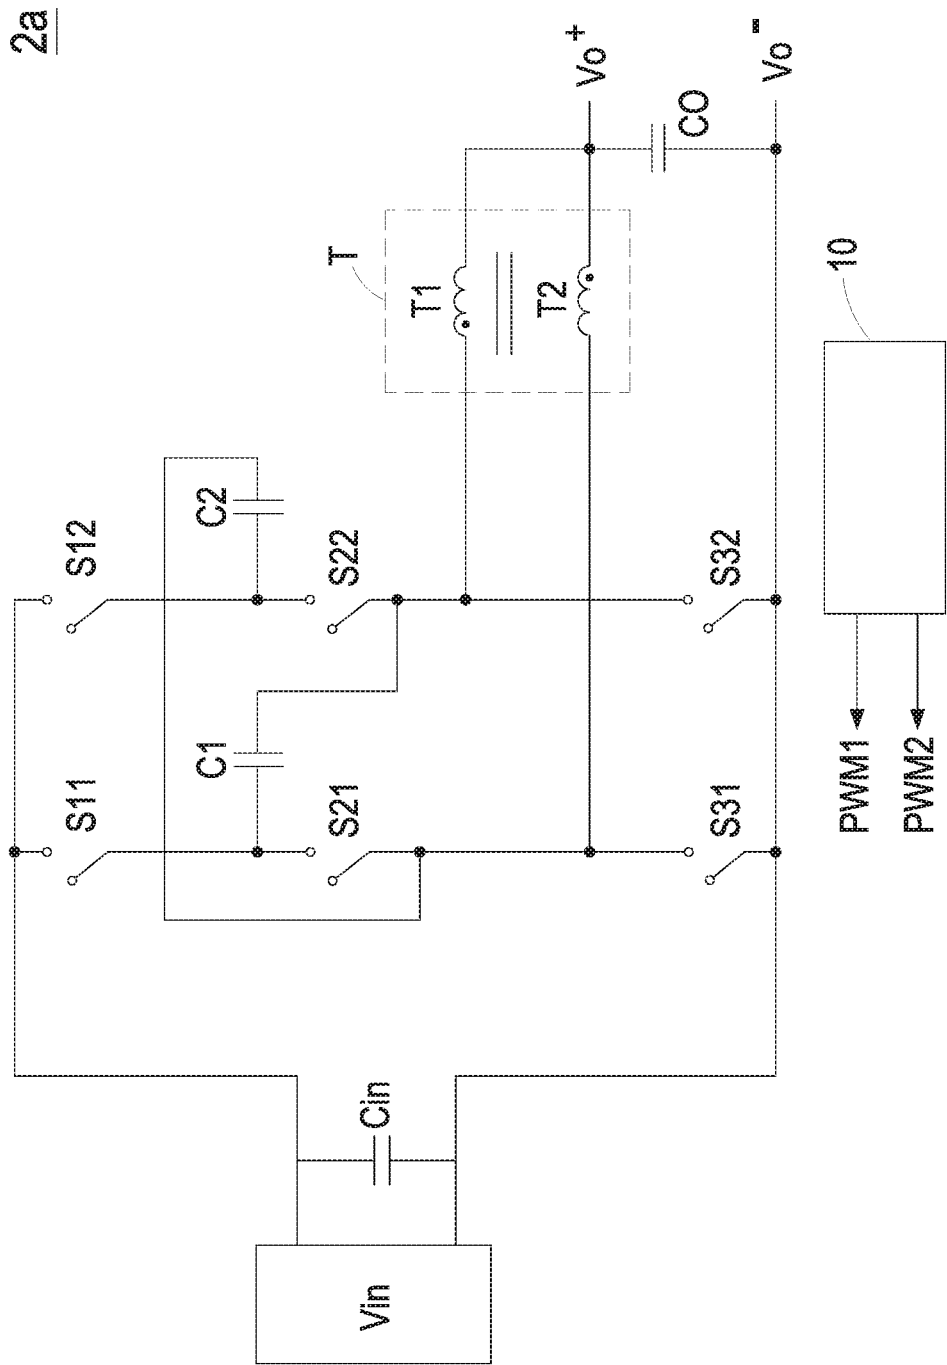 2a
Vin
Cin
S11
S12
C1
C2
S21
S22
S31
S32
T
T1
T2
Vo+
CO
Vo-
10
PWM1
PWM2